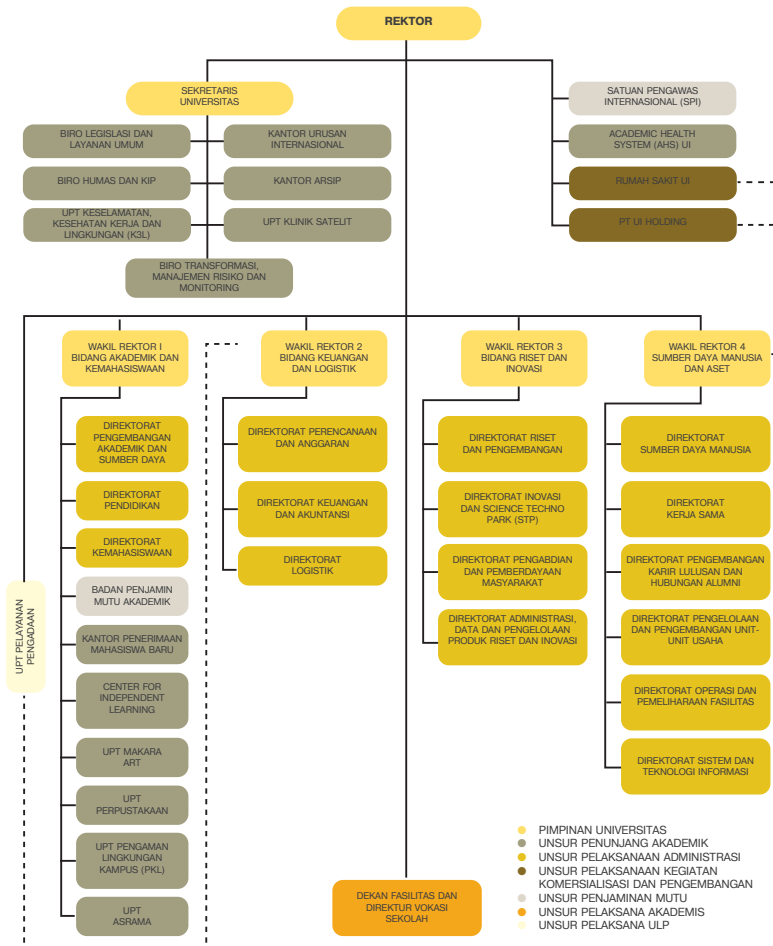 REKTOR
SEKRETARIS
UNIVERSITAS
BIRO LEGISLASI DAN
LAYANAN UMUM
KANTOR URUSAN
INTERNASIONAL
BIRO HUMAS DAN KIP
KANTOR ARSIP
UPT KESELAMATAN,
KESEHATAN KERJA DAN
LINGKUNGAN (K3L)
UPT KLINIK SATELIT
BIRO TRANSFORMASI,
MANAJEMEN RISIKO DAN
MONITORING
SATUAN PENGAWAS
INTERNASIONAL (SPI)
ACADEMIC HEALTH
SYSTEM (AHS) UI
RUMAH SAKIT UI
PT UI HOLDING
UPT PELAYANAN
PENGADAAN
WAKIL REKTOR I
BIDANG AKADEMIK DAN
KEMAHASISWAAN
DIREKTORAT
PENGEMBANGAN
AKADEMIK DAN
SUMBER DAYA
DIREKTORAT
PENDIDIKAN
DIREKTORAT
KEMAHASISWAAN
BADAN PENJAMIN
MUTU AKADEMIK
KANTOR PENERIMAAN
MAHASISWA BARU
CENTER FOR
INDEPENDENT
LEARNING
UPT MAKARA
ART
UPT
PERPUSTAKAAN
UPT PENGAMAN
LINGKUNGAN
KAMPUS (PKL)
UPT
ASRAMA
WAKIL REKTOR 2
BIDANG KEUANGAN
DAN LOGISTIK
DIREKTORAT PERENCANAAN
DAN ANGGARAN
DIREKTORAT KEUANGAN
DAN AKUNTANSI
DIREKTORAT
LOGISTIK
WAKIL REKTOR 3
BIDANG RISET DAN
INOVASI
DIREKTORAT RISET
DAN PENGEMBANGAN
DIREKTORAT INOVASI
DAN SCIENCE TECHNO
PARK (STP)
DIREKTORAT PENGABDIAN
DAN PEMBERDAYAAN
MASYARAKAT
DIREKTORAT ADMINISTRASI,
DATA DAN PENGELOLAAN
PRODUK RISET DAN INOVASI
WAKIL REKTOR 4
SUMBER DAYA MANUSIA
DAN ASET
DIREKTORAT
SUMBER DAYA MANUSIA
DIREKTORAT
KERJA SAMA
DIREKTORAT PENGEMBANGAN
KARIR LULUSAN DAN
HUBUNGAN ALUMNI
DIREKTORAT PENGELOLAAN
DAN PENGEMBANGAN UNIT-
UNIT USAHA
DIREKTORAT OPERASI DAN
PEMELIHARAAN FASILITAS
DIREKTORAT SISTEM DAN
TEKNOLOGI INFORMASI
DEKAN FASILITAS DAN
DIREKTUR VOKASI
SEKOLAH
PIMPINAN UNIVERSITAS
UNSUR PENUNJANG AKADEMIK
UNSUR PELAKSANAAN ADMINISTRASI
UNSUR PELAKSANAAN KEGIATAN
KOMERSIALISASI DAN PENGEMBANGAN
UNSUR PENJAMINAN MUTU
UNSUR PELAKSANA AKADEMIS
UNSUR PELAKSANA ULP